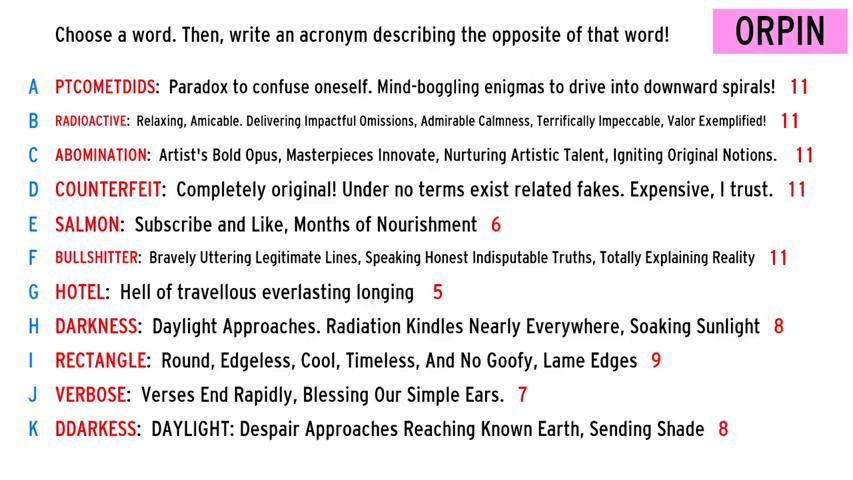 Choose a word. Then, write an acronym describing the opposite of that word!
ORPIN
A PTCOMETDIDS: Paradox to confuse oneself. Mind-boggling enigmas to drive into downward spirals! 11
B RADIOACTIVE: Relaxing, Amicable. Delivering Impactful Omissions, Admirable Calmness, Terrifically Impeccable, Valor Exemplified! 11
C ABOMINATION: Artist's Bold Opus, Masterpieces Innovate, Nurturing Artistic Talent, Igniting Original Notions. 11
D COUNTERFEIT: Completely original! Under no terms exist related fakes. Expensive, I trust. 11
E SALMON: Subscribe and Like, Months of Nourishment 6
F BULLSHITTER: Bravely Uttering Legitimate Lines, Speaking Honest Indisputable Truths, Totally Explaining Reality 11
G HOTEL: Hell of travellous everlasting longing 5
H DARKNESS: Daylight Approaches. Radiation Kindles Nearly Everywhere, Soaking Sunlight 8
I RECTANGLE: Round, Edgeless, Cool, Timeless, And No Goofy, Lame Edges 9
J VERBOSE: Verses End Rapidly, Blessing Our Simple Ears. 7
K DDARKESS: DAYLIGHT: Despair Approaches Reaching Known Earth, Sending Shade 8